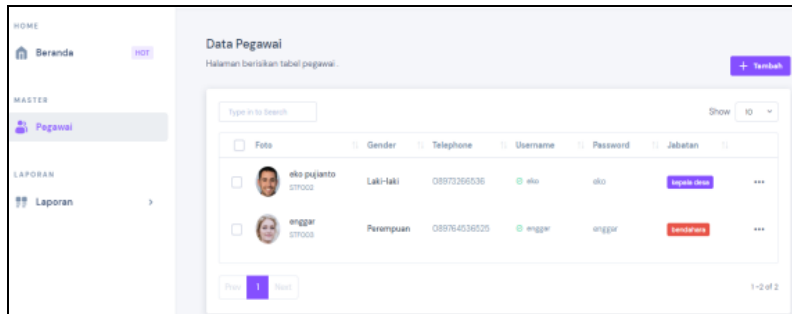 HOME
Beranda HOT
MASTER
Pegawai
LAPORAN
Laporan
Data Pegawai
Halaman berisikan tabel pegawai.
+ Tambah
Type in to Search
Show 10
Foto Gender Telephone Username Password Jabatan
eko pujianto
STF002
Laki-laki 08973266536 eko eko kepala desa
enggar
STF003
Perempuan 089764536525 enggar enggar bendahara
Prev 1 Next
1-2 of 2